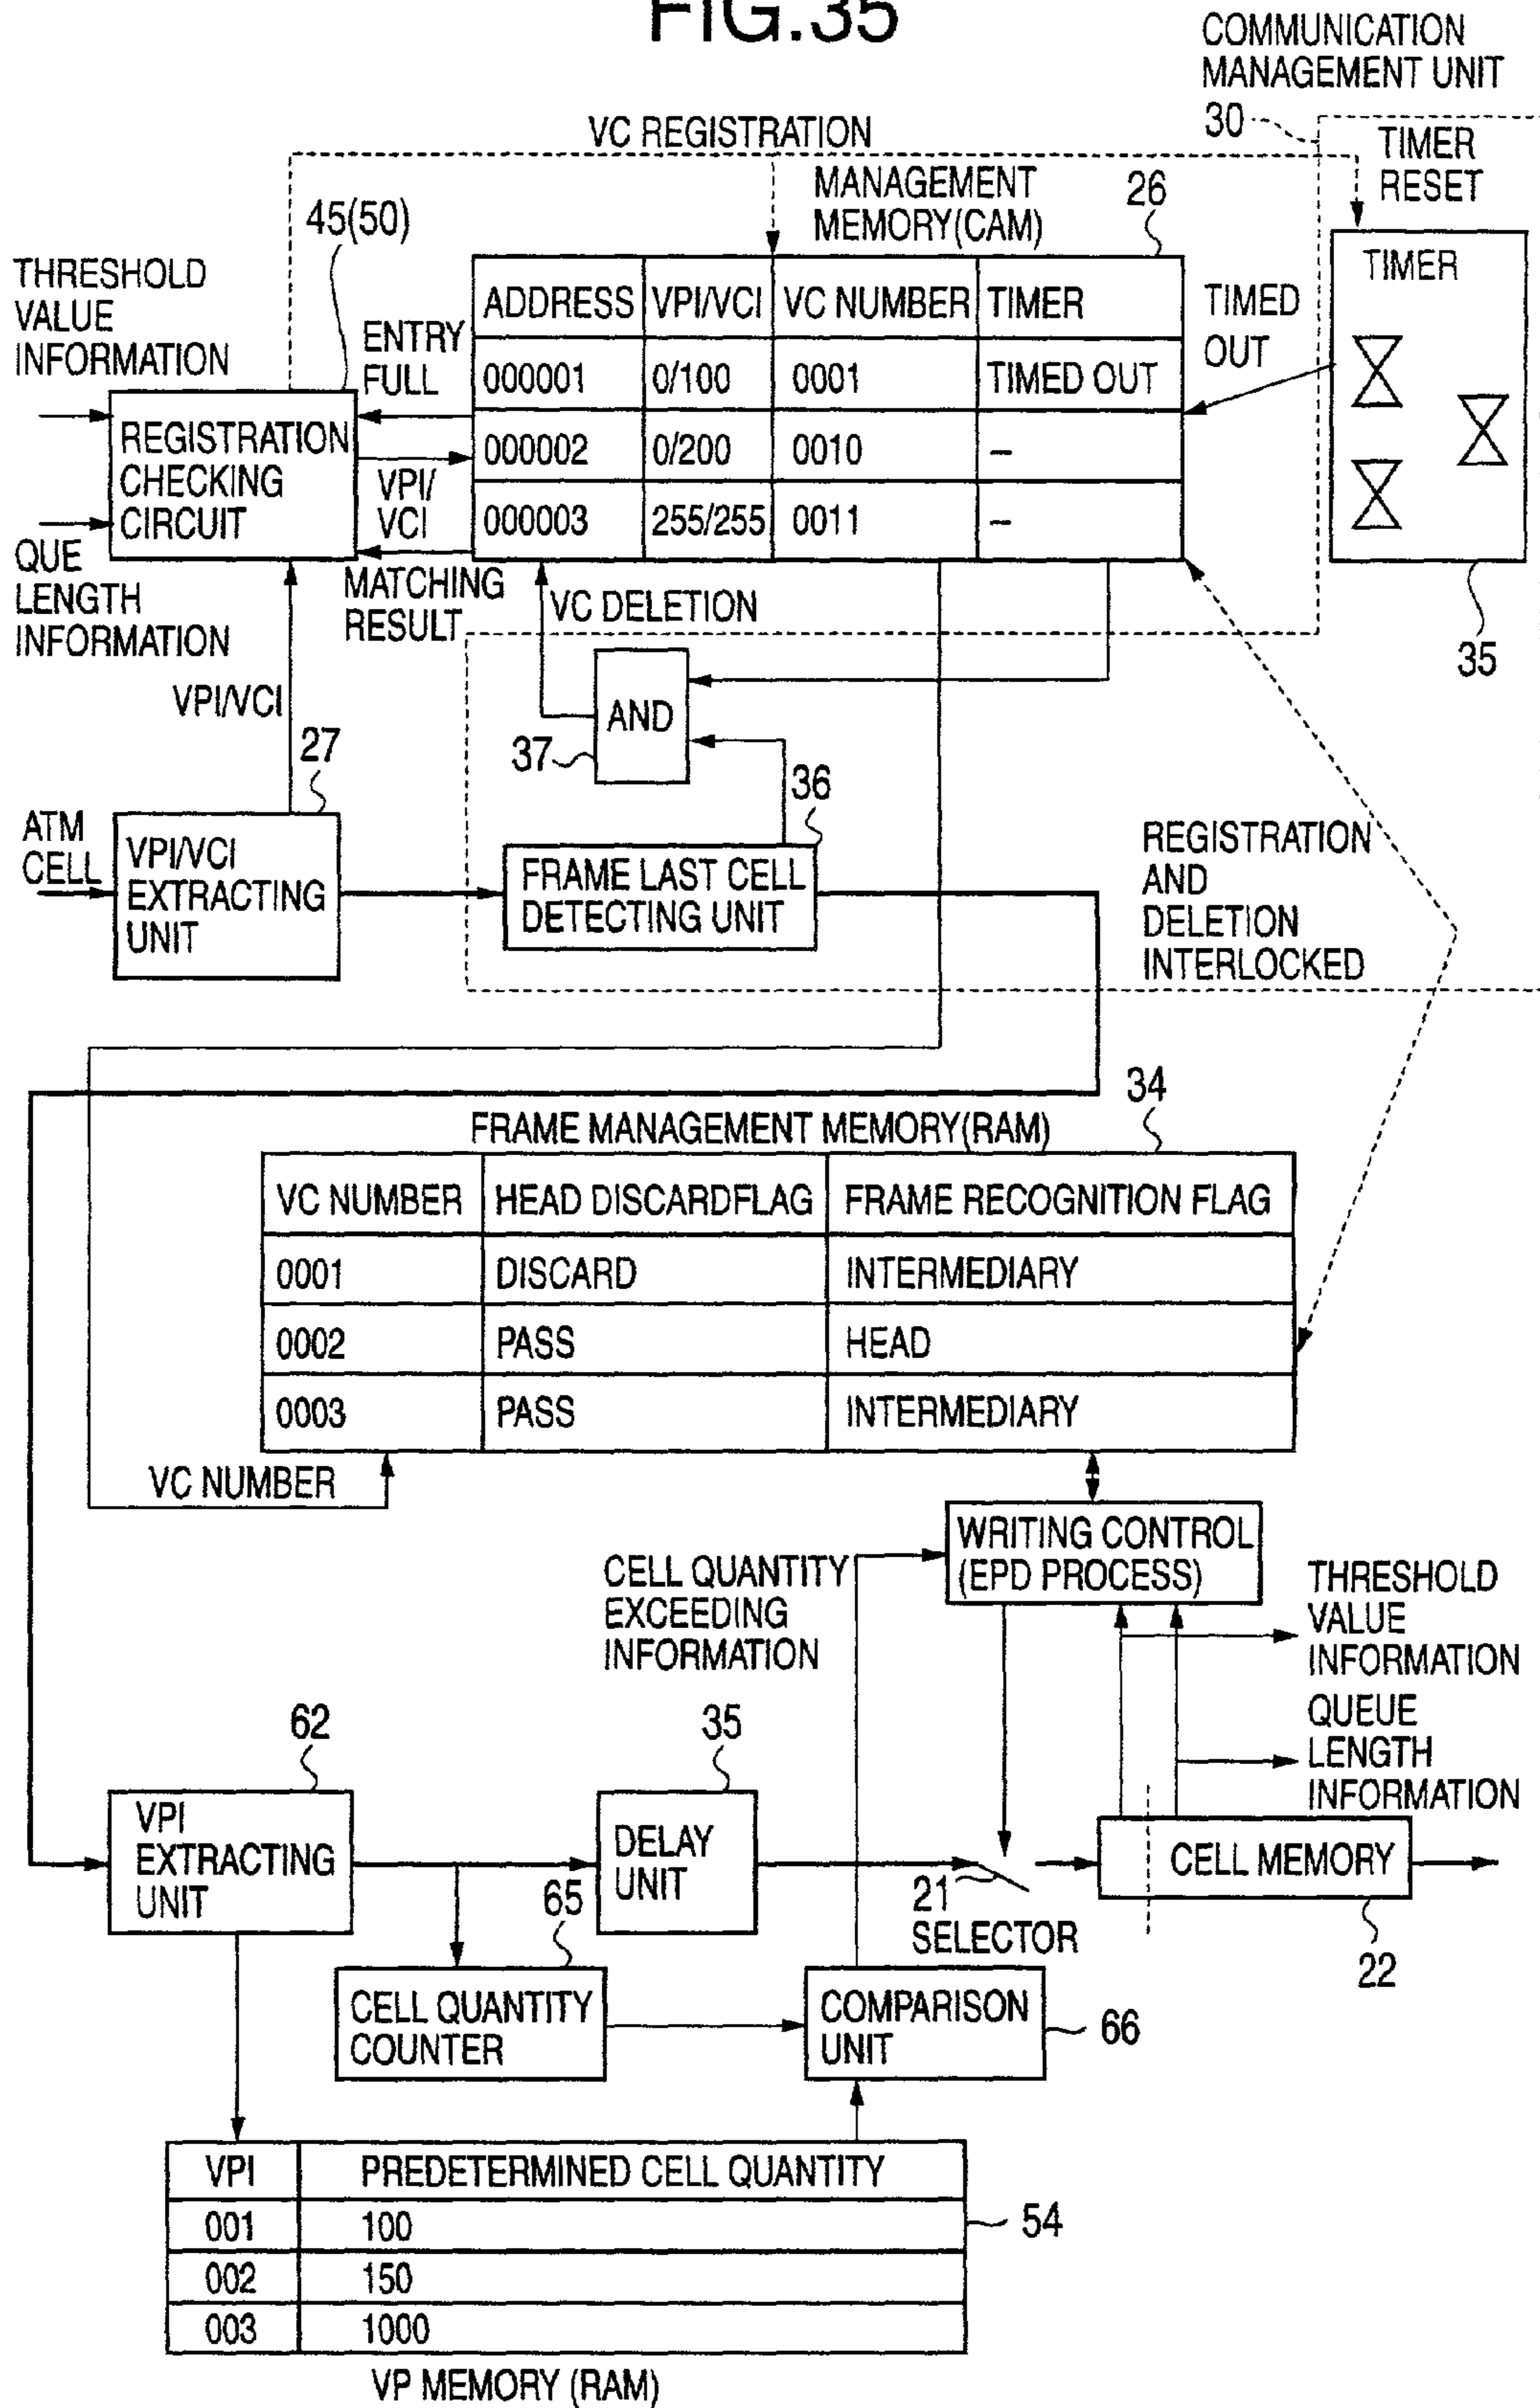 FIG.35
COMMUNICATION
MANAGEMENT UNIT
30
VC REGISTRATION
TIMER
RESET
MANAGEMENT
MEMORY(CAM)
26
45(50)
THRESHOLD
VALUE
INFORMATION
ENTRY
FULL
ADDRESS VPI/VCI VC NUMBER TIMER
000001 0/100 0001 TIMED OUT
000002 0/200 0010 –
000003 255/255 0011 –
TIMED
OUT
TIMER
35
REGISTRATION
CHECKING
CIRCUIT
VPI/
VCI
QUE
LENGTH
INFORMATION
MATCHING
RESULT
VC DELETION
VPI/VCI
27
AND
37
36
ATM
CELL
VPI/VCI
EXTRACTING
UNIT
FRAME LAST CELL
DETECTING UNIT
REGISTRATION
AND
DELETION
INTERLOCKED
34
FRAME MANAGEMENT MEMORY(RAM)
VC NUMBER HEAD DISCARDFLAG FRAME RECOGNITION FLAG
0001 DISCARD INTERMEDIARY
0002 PASS HEAD
0003 PASS INTERMEDIARY
VC NUMBER
WRITING CONTROL
(EPD PROCESS)
CELL QUANTITY
EXCEEDING
INFORMATION
THRESHOLD
VALUE
INFORMATION
QUEUE
LENGTH
INFORMATION
62
35
VPI
EXTRACTING
UNIT
DELAY
UNIT
65
21
SELECTOR
CELL MEMORY
22
CELL QUANTITY
COUNTER
COMPARISON
UNIT
66
VPI PREDETERMINED CELL QUANTITY
001 100
002 150
003 1000
54
VP MEMORY (RAM)